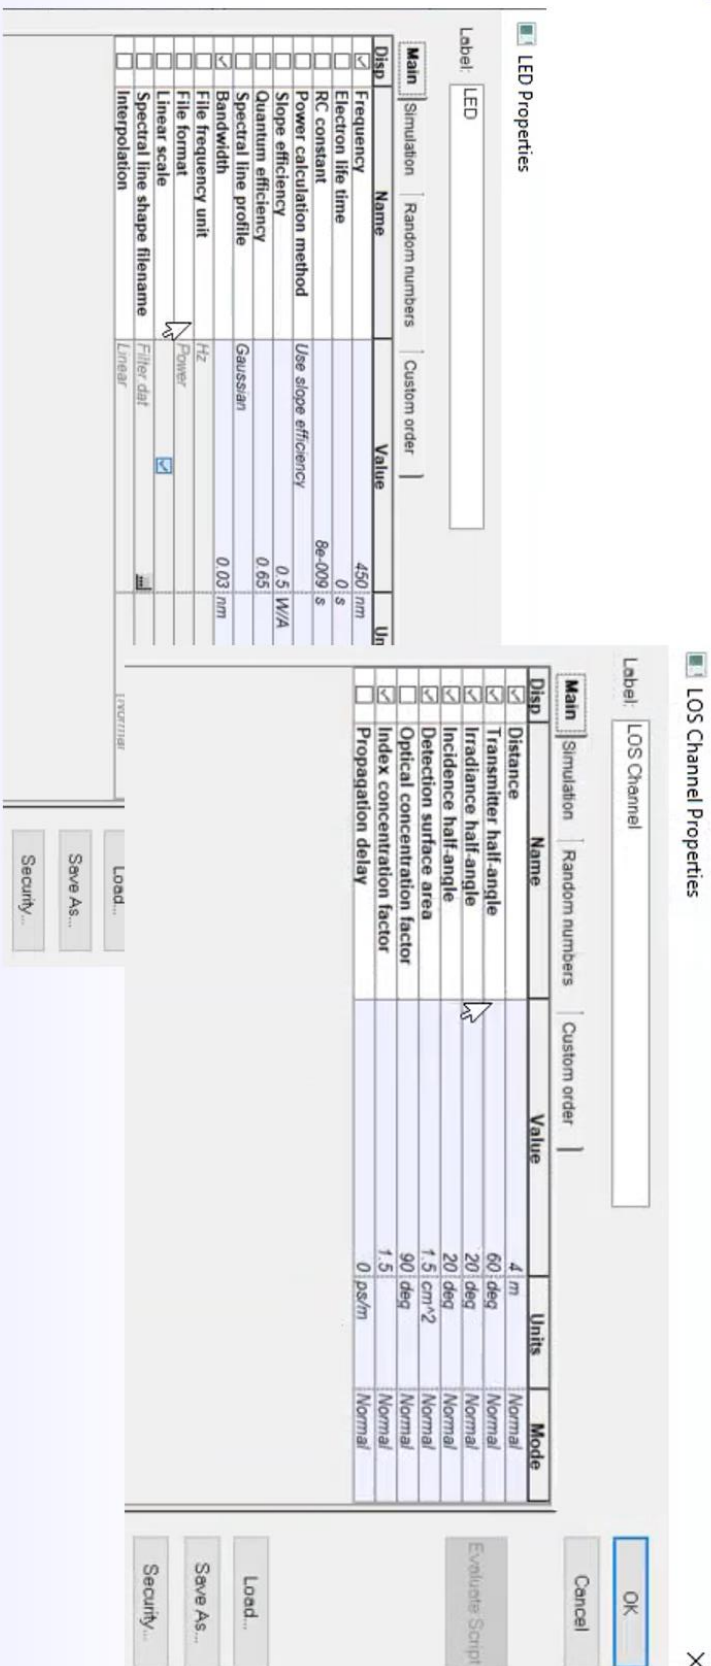 LED Properties
Label: LED
Main Simulation Random numbers Custom order
Disp Name Value Un
Frequency 450 nm
Electron life time 0 s
RC constant 8e-009 s
Power calculation method Use slope efficiency
Slope efficiency 0.5 W/A
Quantum efficiency 0.65
Spectral line profile Gaussian
Bandwidth 0.03 nm
File frequency unit Hz
File format Power
Linear scale
Spectral line shape filename Filter dat ...
Interpolation Linear
Load...
Save As...
Security...
LOS Channel Properties
Label: LOS Channel
Main Simulation Random numbers Custom order
Disp Name Value Units Mode
Distance 4 m Normal
Transmitter half-angle 60 deg Normal
Irradiance half-angle 20 deg Normal
Incidence half-angle 20 deg Normal
Detection surface area 1.5 cm^2 Normal
Optical concentration factor 90 deg Normal
Index concentration factor 1.5 Normal
Propagation delay 0 ps/m Normal
OK
Cancel
Evaluate Script
Load...
Save As...
Security...